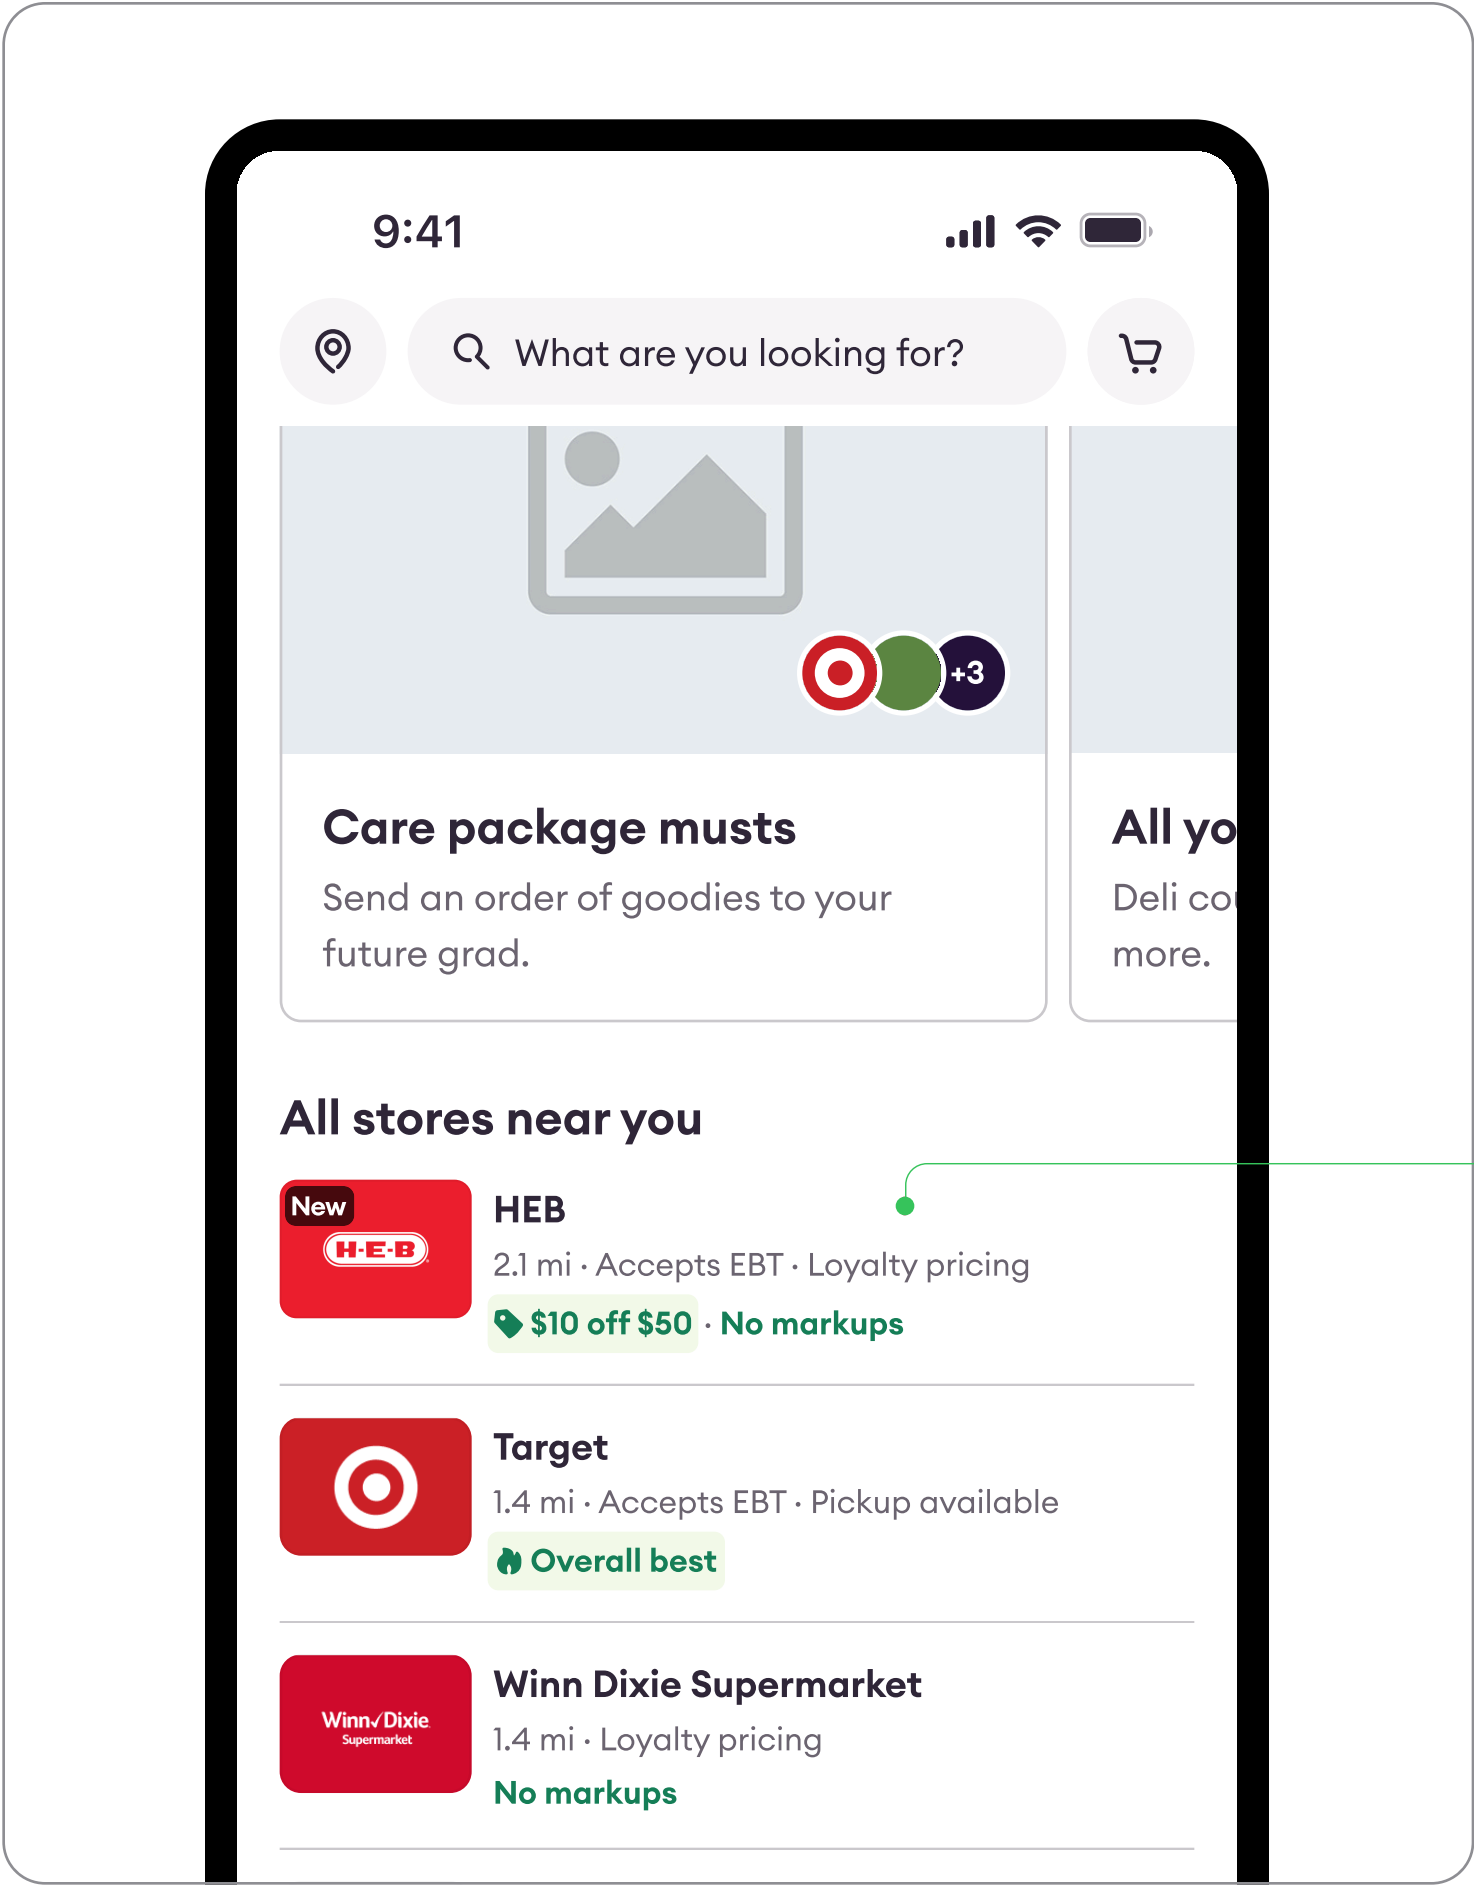 9:41
What are you looking for?
+3
Care package musts
Send an order of goodies to your
future grad.
All yo
Deli cou
more.
All stores near you
New
H-E-B
HEB
2.1 mi · Accepts EBT · Loyalty pricing
$10 off $50 · No markups
Target
1.4 mi · Accepts EBT · Pickup available
Overall best
Winn✓Dixie
Supermarket
Winn Dixie Supermarket
1.4 mi · Loyalty pricing
No markups